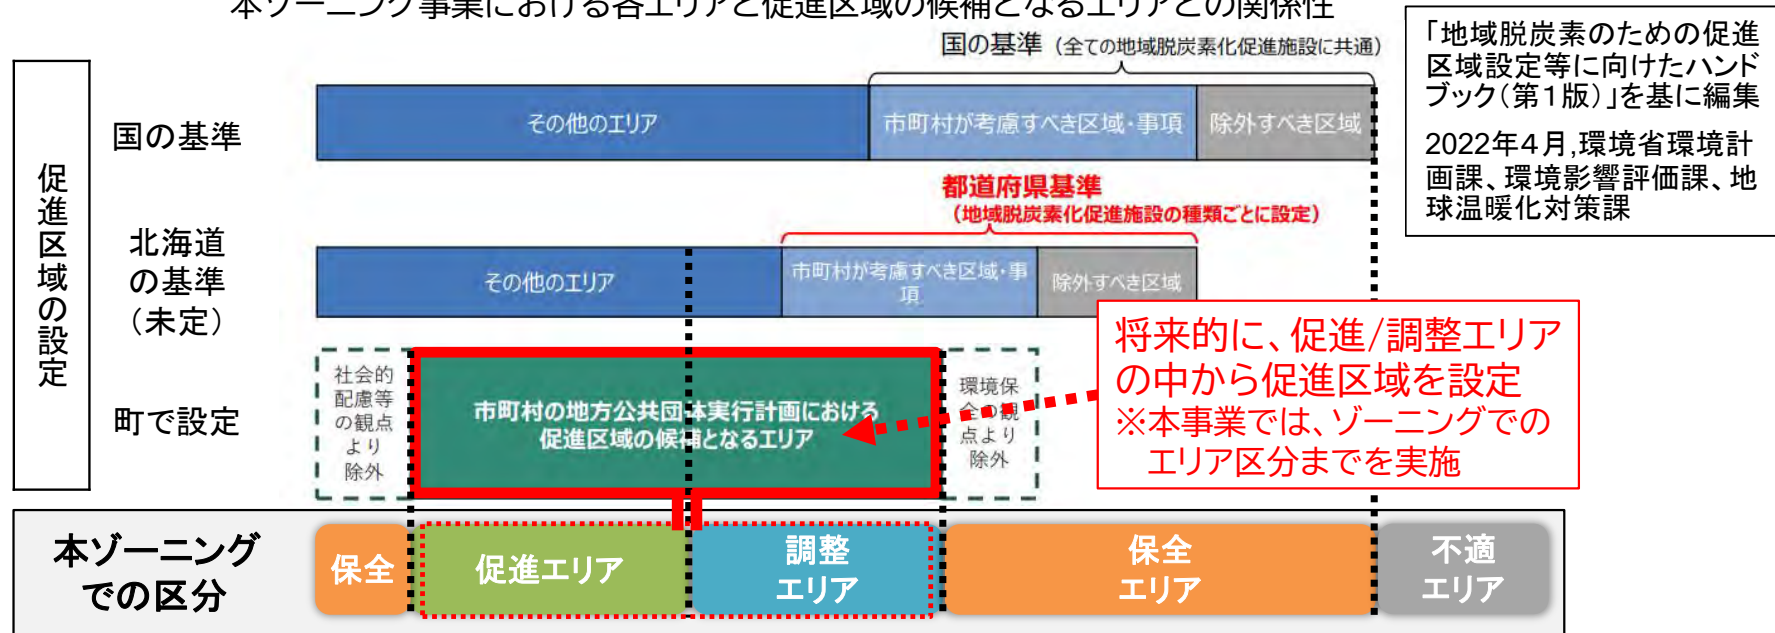 本ゾーニング事業における各エリアと促進区域の候補となるエリアとの関係性
国の基準（全ての地域脱炭素化促進施設に共通）
「地域脱炭素のための促進
区域設定等に向けたハンド
ブック（第１版）」を基に編集
2022年４月,環境省環境計
画課、環境影響評価課、地
球温暖化対策課
促進区域の設定
国の基準
その他のエリア
市町村が考慮すべき区域・事項
除外すべき区域
都道府県基準
（地域脱炭素化促進施設の種類ごとに設定）
北海道
の基準
（未定）
その他のエリア
市町村が考慮すべき区域・事
項
除外すべき区域
町で設定
社会的
配慮等
の観点
より
除外
市町村の地方公共団体実行計画における
促進区域の候補となるエリア
環境保
全の観
点より
除外
将来的に、促進/調整エリア
の中から促進区域を設定
※本事業では、ゾーニングでの
エリア区分までを実施
本ゾーニング
での区分
保全
促進エリア
調整
エリア
保全
エリア
不適
エリア